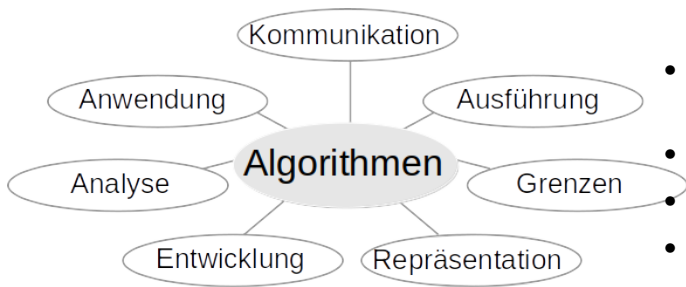 Kommunikation
Anwendung
Ausführung
Algorithmen
Analyse
Grenzen
Entwicklung
Repräsentation